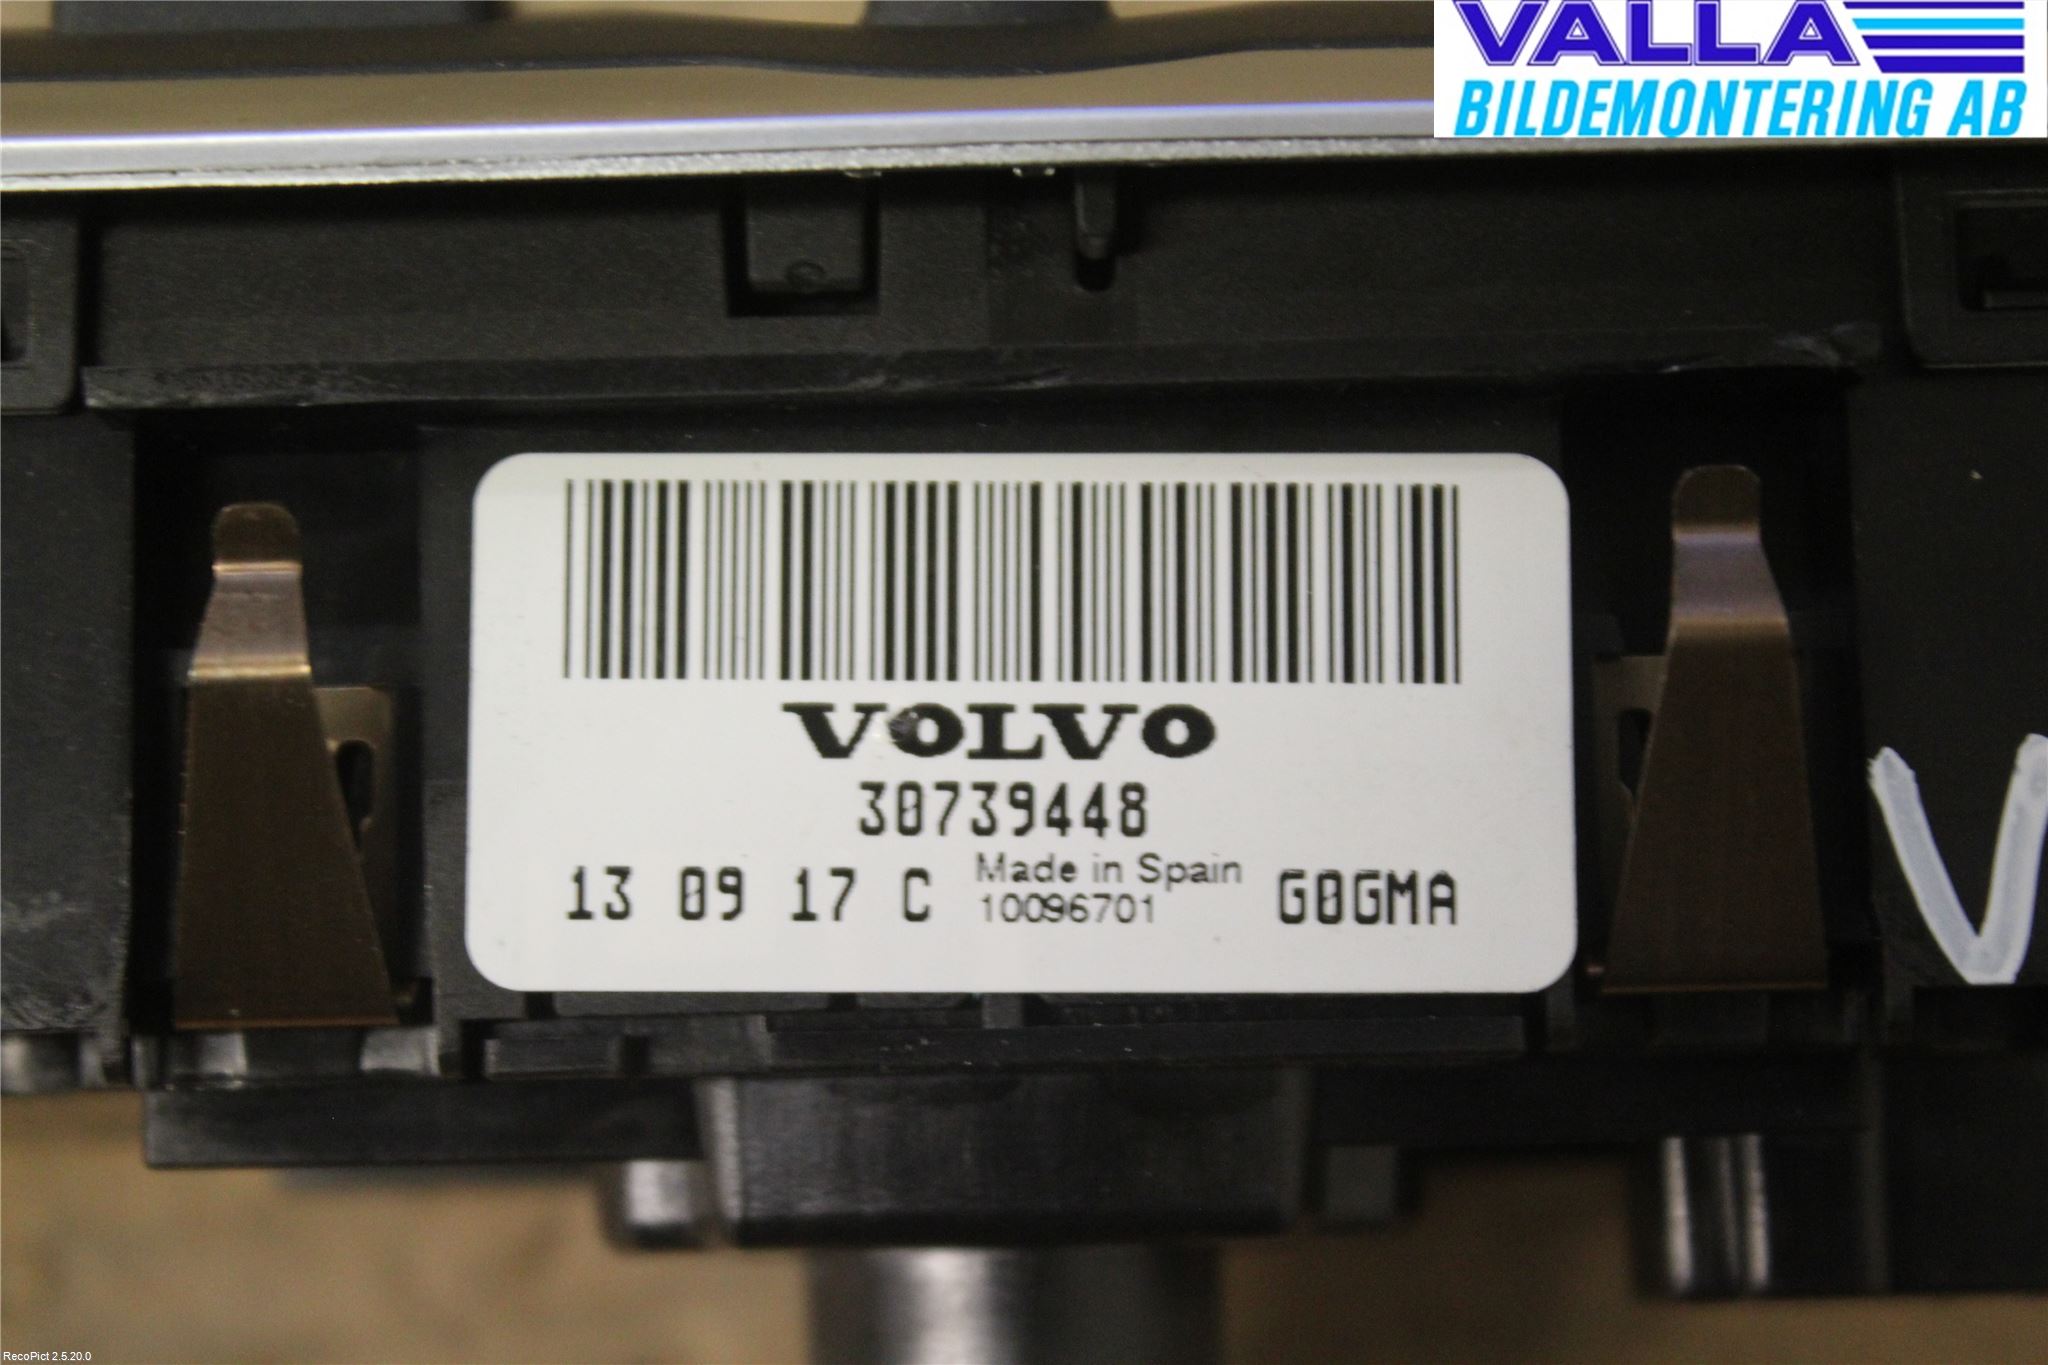 VALLA
BILDEMONTERING AB
VOLVO
30739448
13 09 17 C Made in Spain G0GMA
10096701
V
RecoPict 2.5.20.0